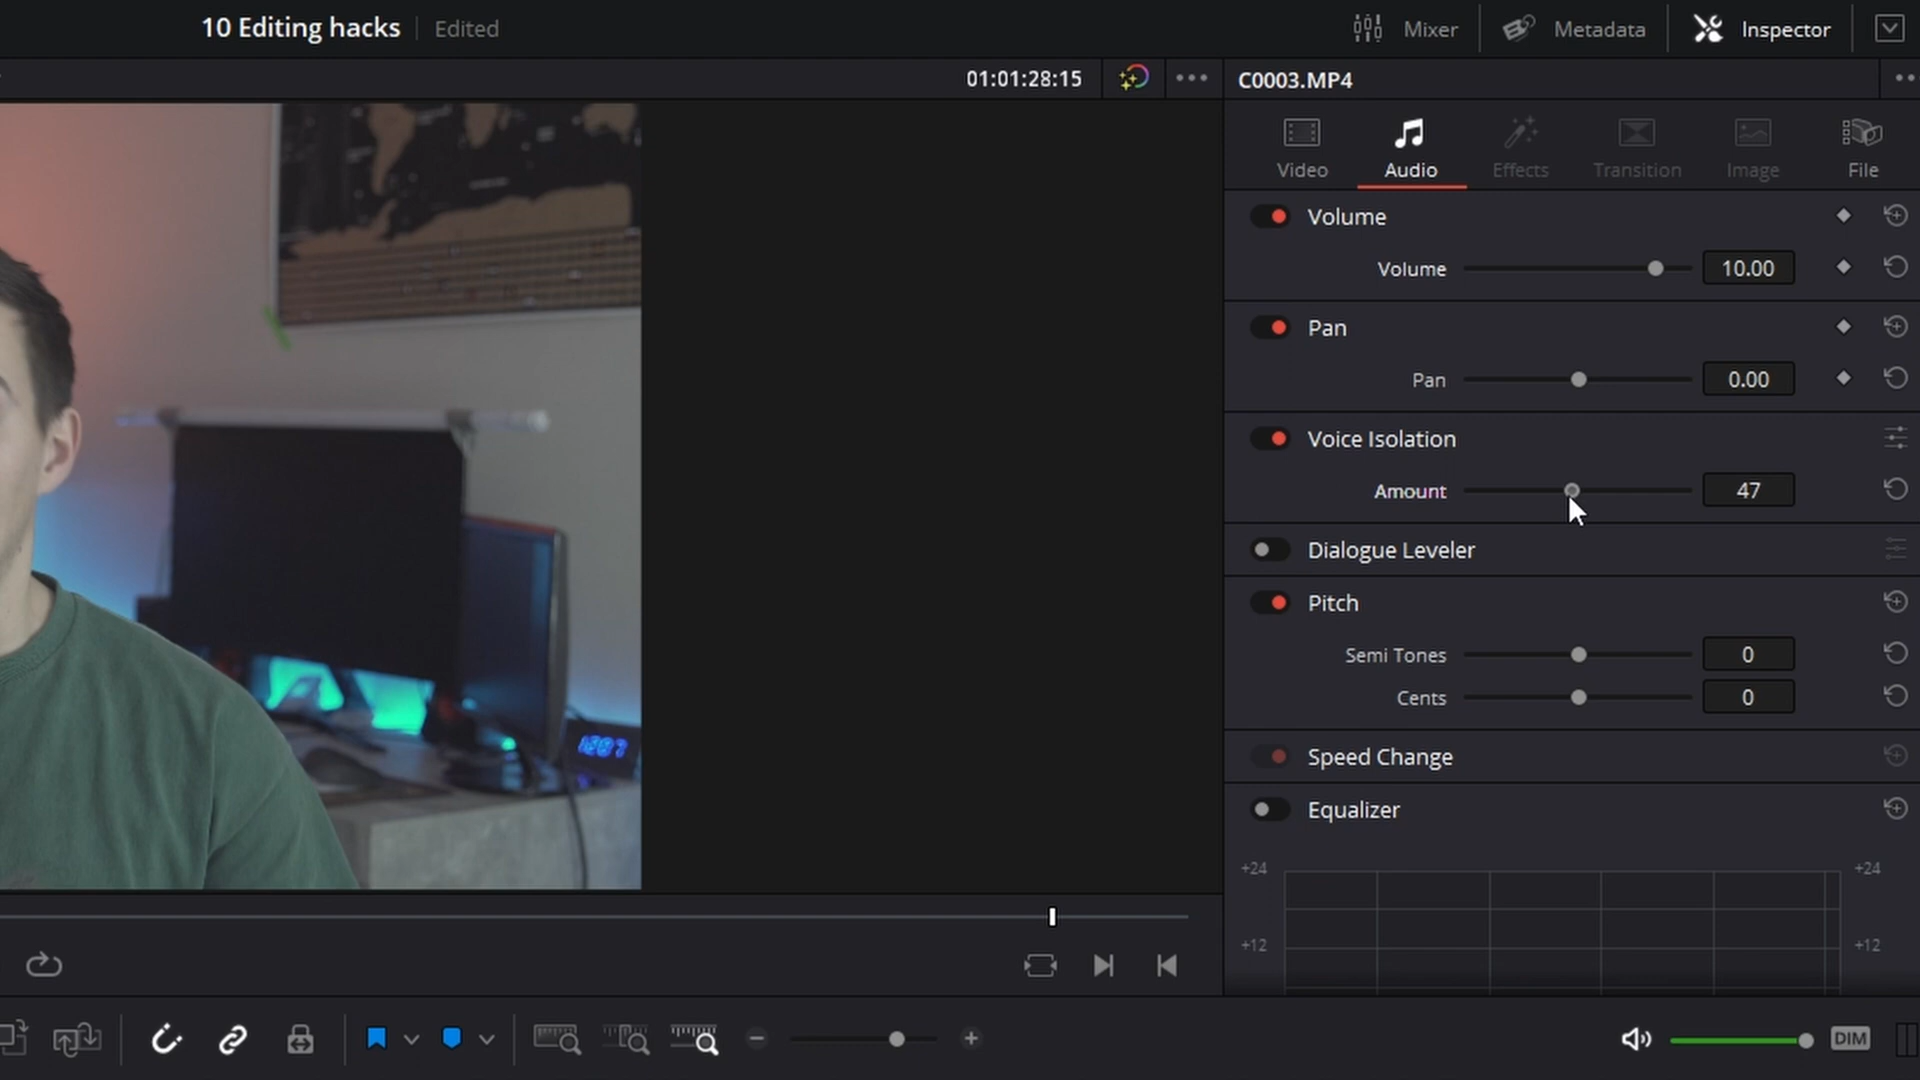 10 Editing hacks Edited Mixer Metadata Inspector
01:01:28:15 C0003.MP4
Video Audio Effects Transition Image File
Volume
Volume 10.00
Pan
Pan 0.00
Voice Isolation
Amount 47
Dialogue Leveler
Pitch
Semi Tones 0
Cents 0
Speed Change
Equalizer
+24 +24
+12 +12
DIM